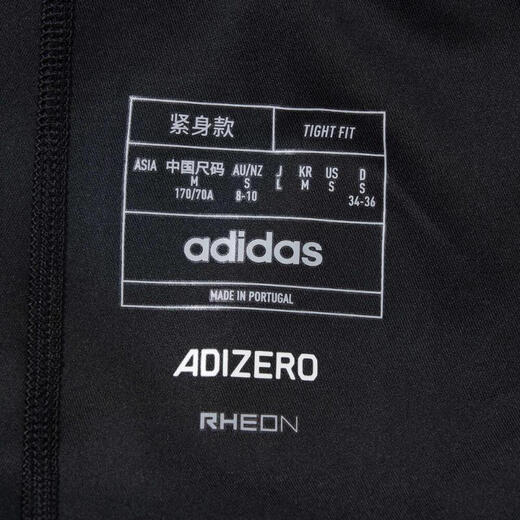 紧身款 TIGHT FIT
ASIA 中国尺码 AU/NZ J KR US D
M S L M S S
170/70A 8-10 34-36
adidas
MADE IN PORTUGAL
ADIZERO
RHEON